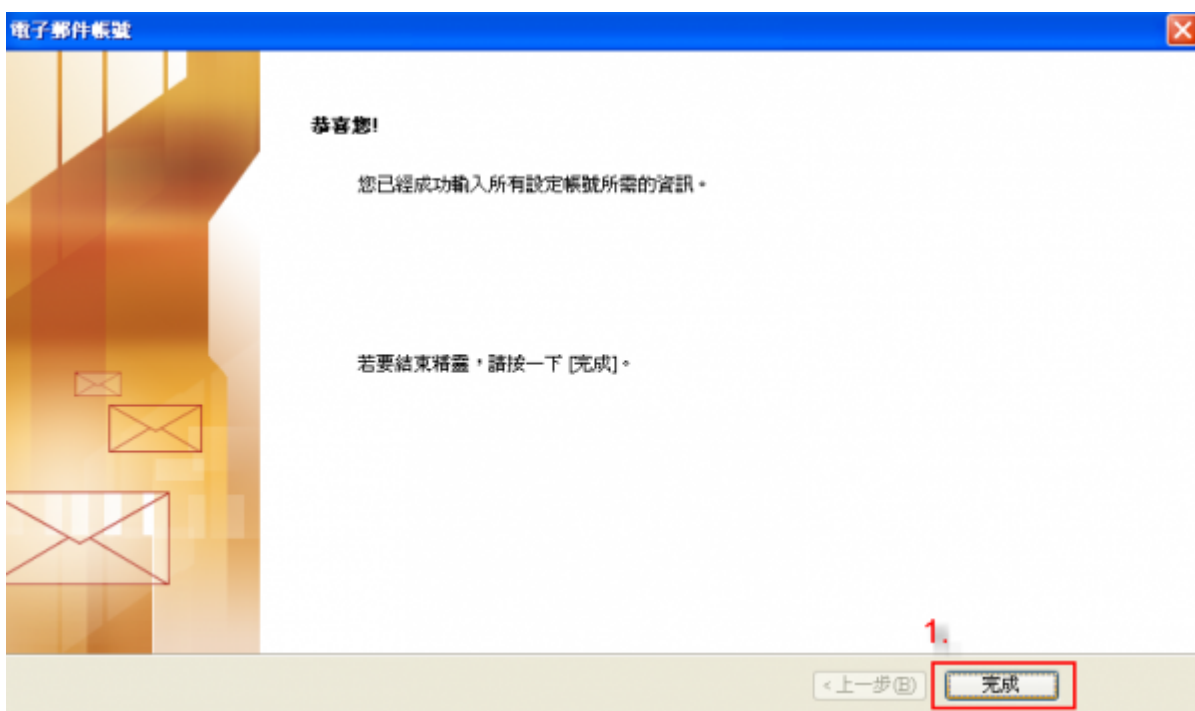 電子郵件帳號
恭喜您!
您已經成功輸入所有設定帳號所需的資訊。
若要結束精靈，請按一下 [完成]。
1.
<上一步(B)
完成